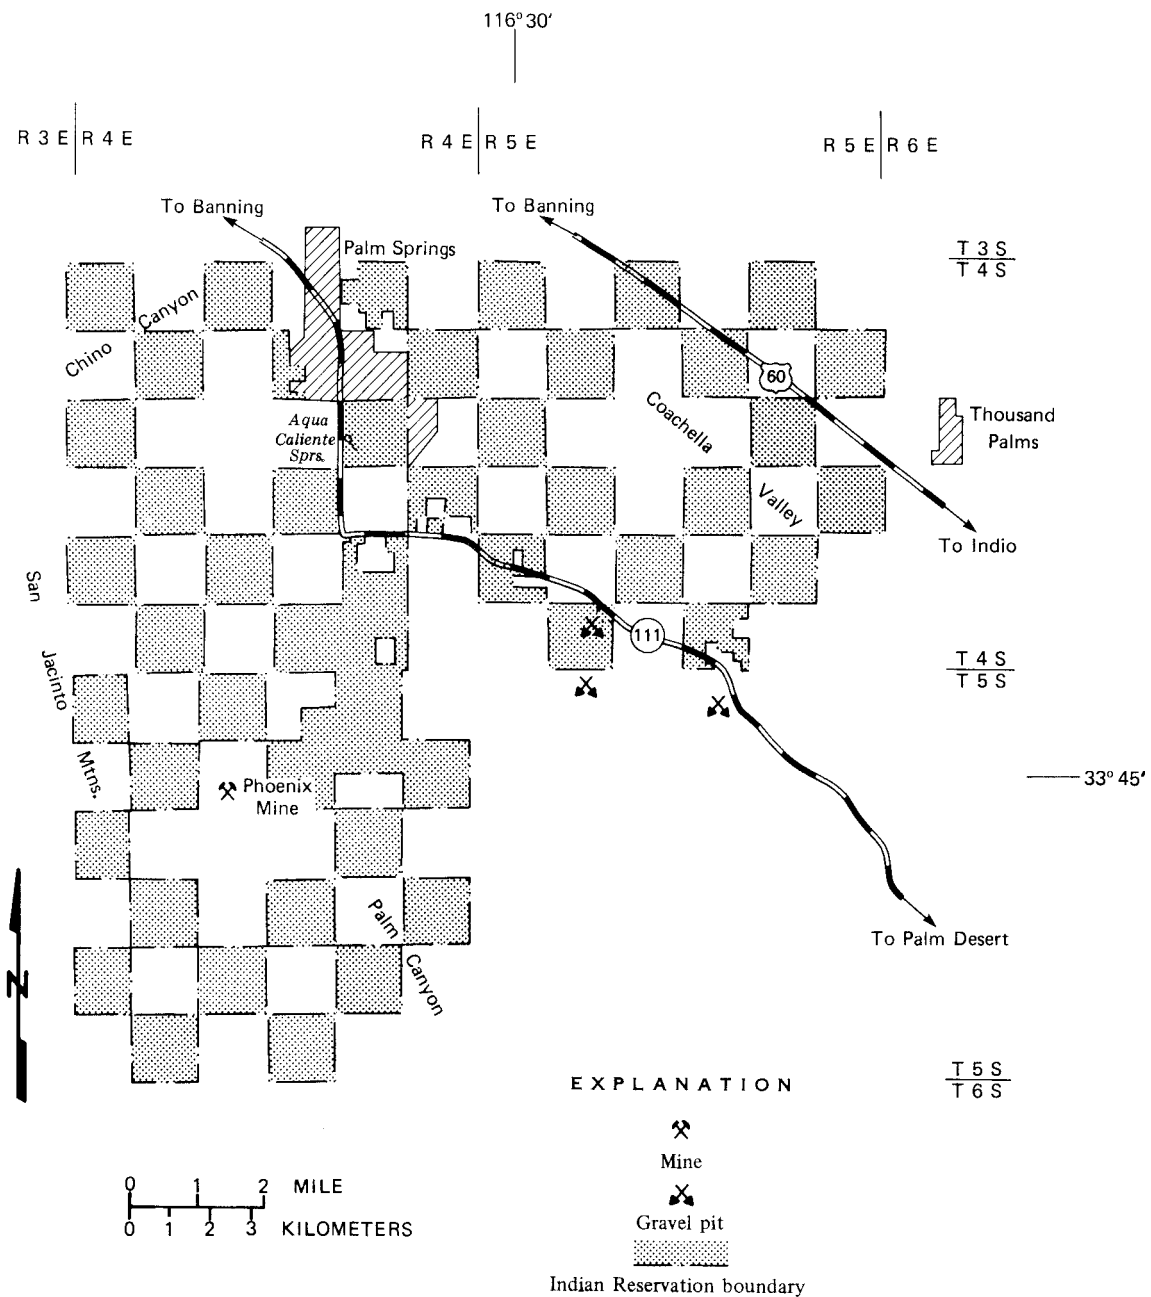 116° 30'
R 3 E R 4 E
R 4 E R 5 E
R 5 E R 6 E
To Banning
To Banning
Palm Springs
T 3 S
T 4 S
Canyon
Chino
60
Coachella
Thousand
Palms
Aqua
Caliente
Sprs.
Valley
To Indio
San
111
T 4 S
T 5 S
Jacinto
Mtns.
Phoenix
Mine
33° 45'
Palm
Canyon
To Palm Desert
N
EXPLANATION
T 5 S
T 6 S
Mine
0 1 2 MILE
0 1 2 3 KILOMETERS
Gravel pit
Indian Reservation boundary